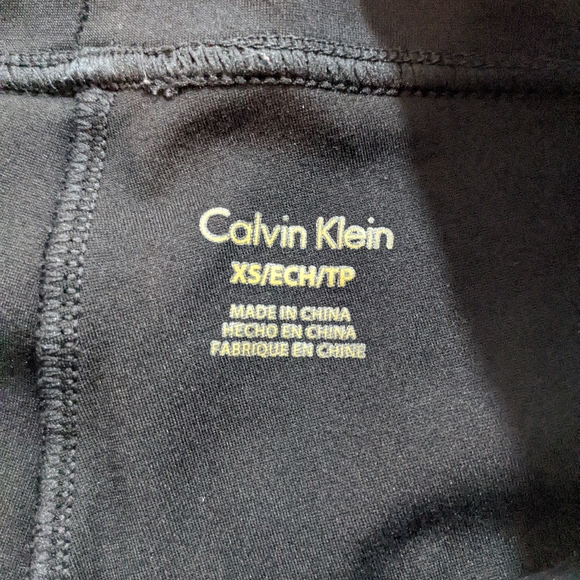 Calvin Klein
XS/ECH/TP
MADE IN CHINA
HECHO EN CHINA
FABRIQUE EN CHINE